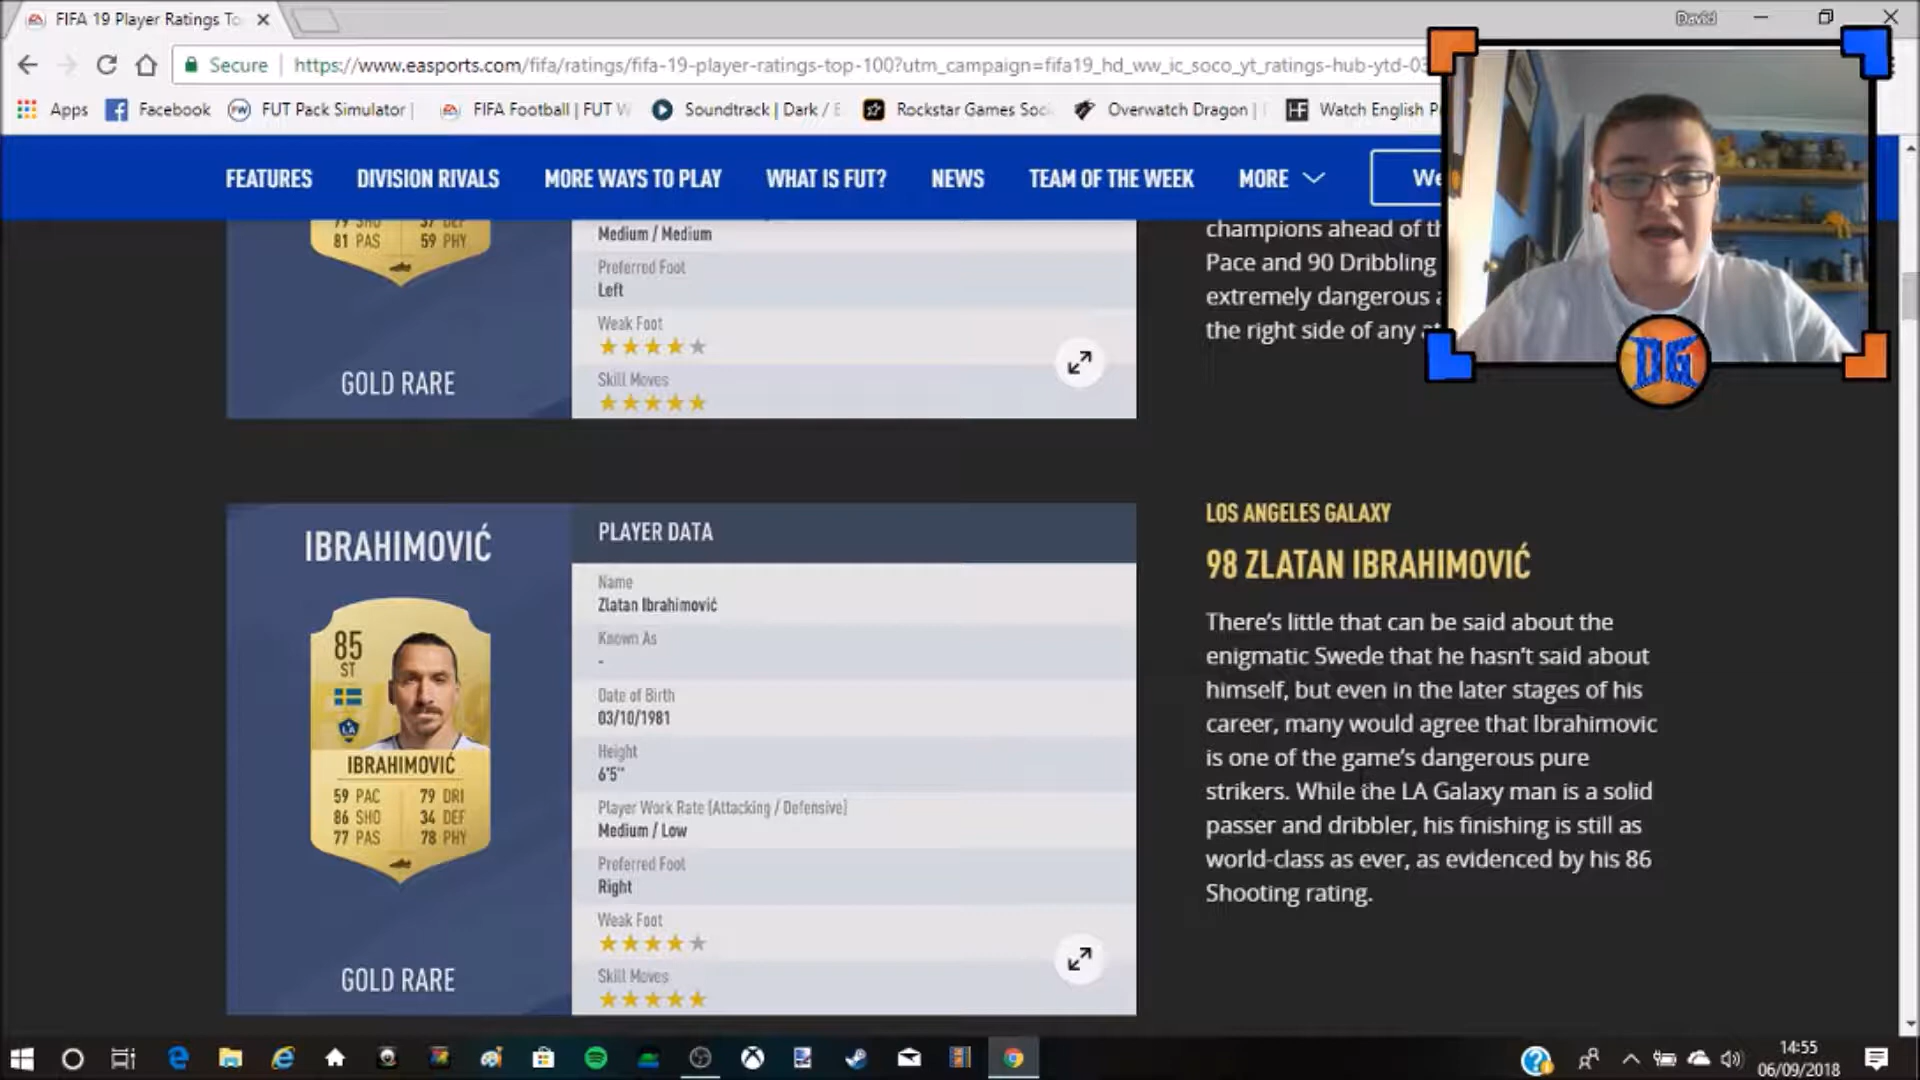 FIFA 19 Player Ratings To
David
Secure
https://www.easports.com/fifa/ratings/fifa-19-player-ratings-top-100?utm_campaign=fifa19_hd_ww_ic_soco_yt_ratings-hub-ytd-03
Apps
Facebook
FUT Pack Simulator |
FIFA Football | FUT W
Soundtrack | Dark / E
Rockstar Games Soc
Overwatch Dragon |
Watch English P
FEATURES
DIVISION RIVALS
MORE WAYS TO PLAY
WHAT IS FUT?
NEWS
TEAM OF THE WEEK
MORE
We
79 SHO 37 DEF
81 PAS 59 PHY
GOLD RARE
Medium / Medium
Preferred Foot
Left
Weak Foot
Skill Moves
champions ahead of th
Pace and 90 Dribbling
extremely dangerous a
the right side of any at
DG
IBRAHIMOVIĆ
85
ST
LA
IBRAHIMOVIĆ
59 PAC 79 DRI
86 SHO 34 DEF
77 PAS 78 PHY
GOLD RARE
PLAYER DATA
Name
Zlatan Ibrahimović
Known As
-
Date of Birth
03/10/1981
Height
6'5"
Player Work Rate (Attacking / Defensive)
Medium / Low
Preferred Foot
Right
Weak Foot
Skill Moves
LOS ANGELES GALAXY
98 ZLATAN IBRAHIMOVIĆ
There's little that can be said about the
enigmatic Swede that he hasn't said about
himself, but even in the later stages of his
career, many would agree that Ibrahimovic
is one of the game's dangerous pure
strikers. While the LA Galaxy man is a solid
passer and dribbler, his finishing is still as
world-class as ever, as evidenced by his 86
Shooting rating.
14:55
06/09/2018